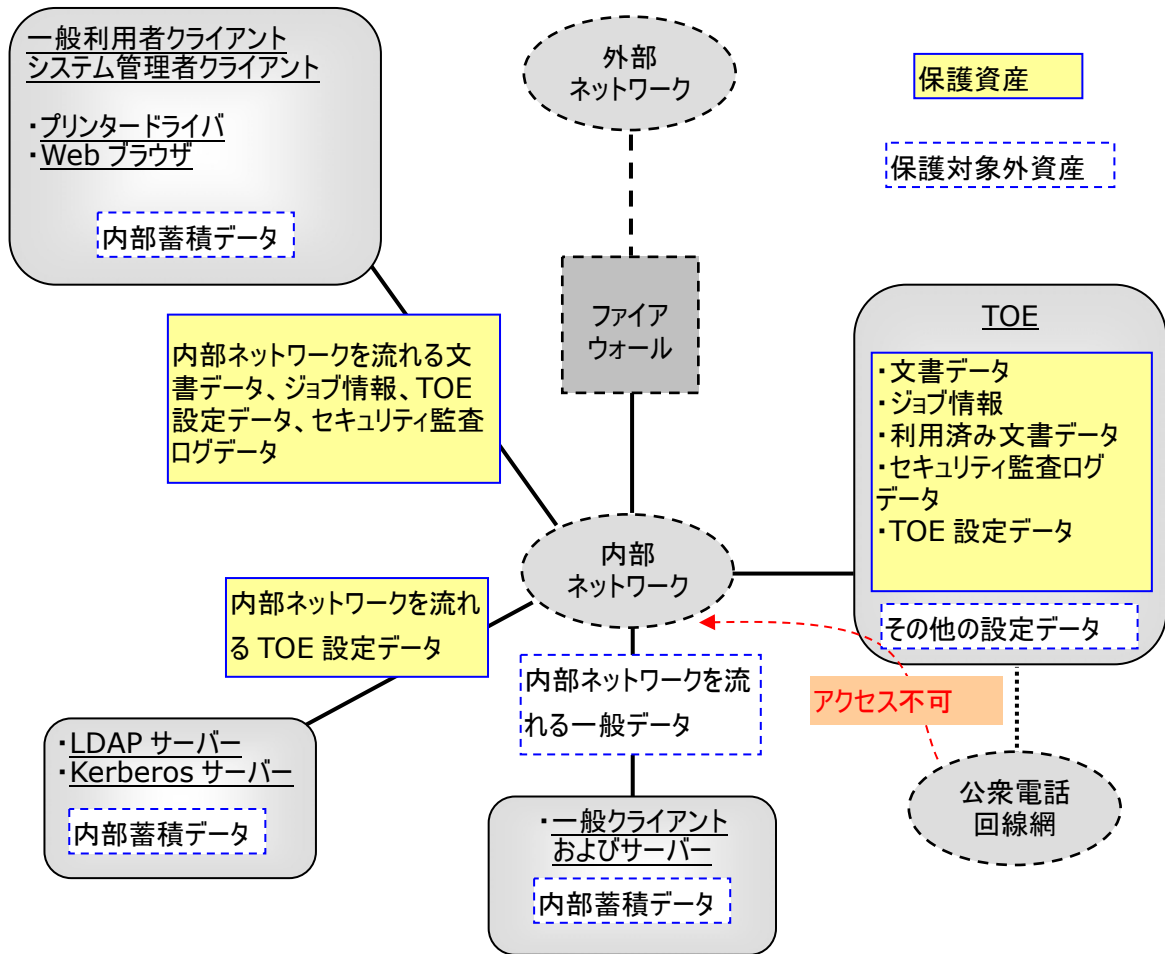 一般利用者クライアント
システム管理者クライアント
・プリンタードライバ
・Web ブラウザ
内部蓄積データ
外部
ネットワーク
保護資産
保護対象外資産
ファイア
ウォール
内部ネットワークを流れる文
書データ、ジョブ情報、TOE
設定データ、セキュリティ監査
ログデータ
TOE
・文書データ
・ジョブ情報
・利用済み文書データ
・セキュリティ監査ログ
データ
・TOE 設定データ
その他の設定データ
内部
ネットワーク
内部ネットワークを流れ
る TOE 設定データ
内部ネットワークを流
れる一般データ
アクセス不可
・LDAP サーバー
・Kerberos サーバー
内部蓄積データ
・一般クライアント
およびサーバー
内部蓄積データ
公衆電話
回線網